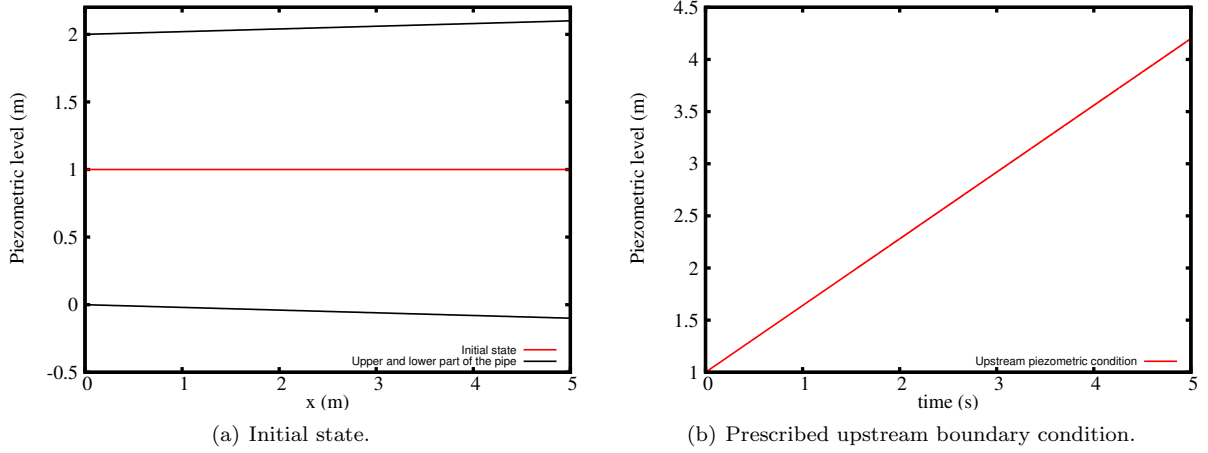 Piezometric level (m)
2
1.5
1
0.5
0
-0.5
Initial state
Upper and lower part of the pipe
0 1 2 3 4 5
x (m)
(a) Initial state.
Piezometric level (m)
4.5
4
3.5
3
2.5
2
1.5
1
Upstream piezometric condition
0 1 2 3 4 5
time (s)
(b) Prescribed upstream boundary condition.